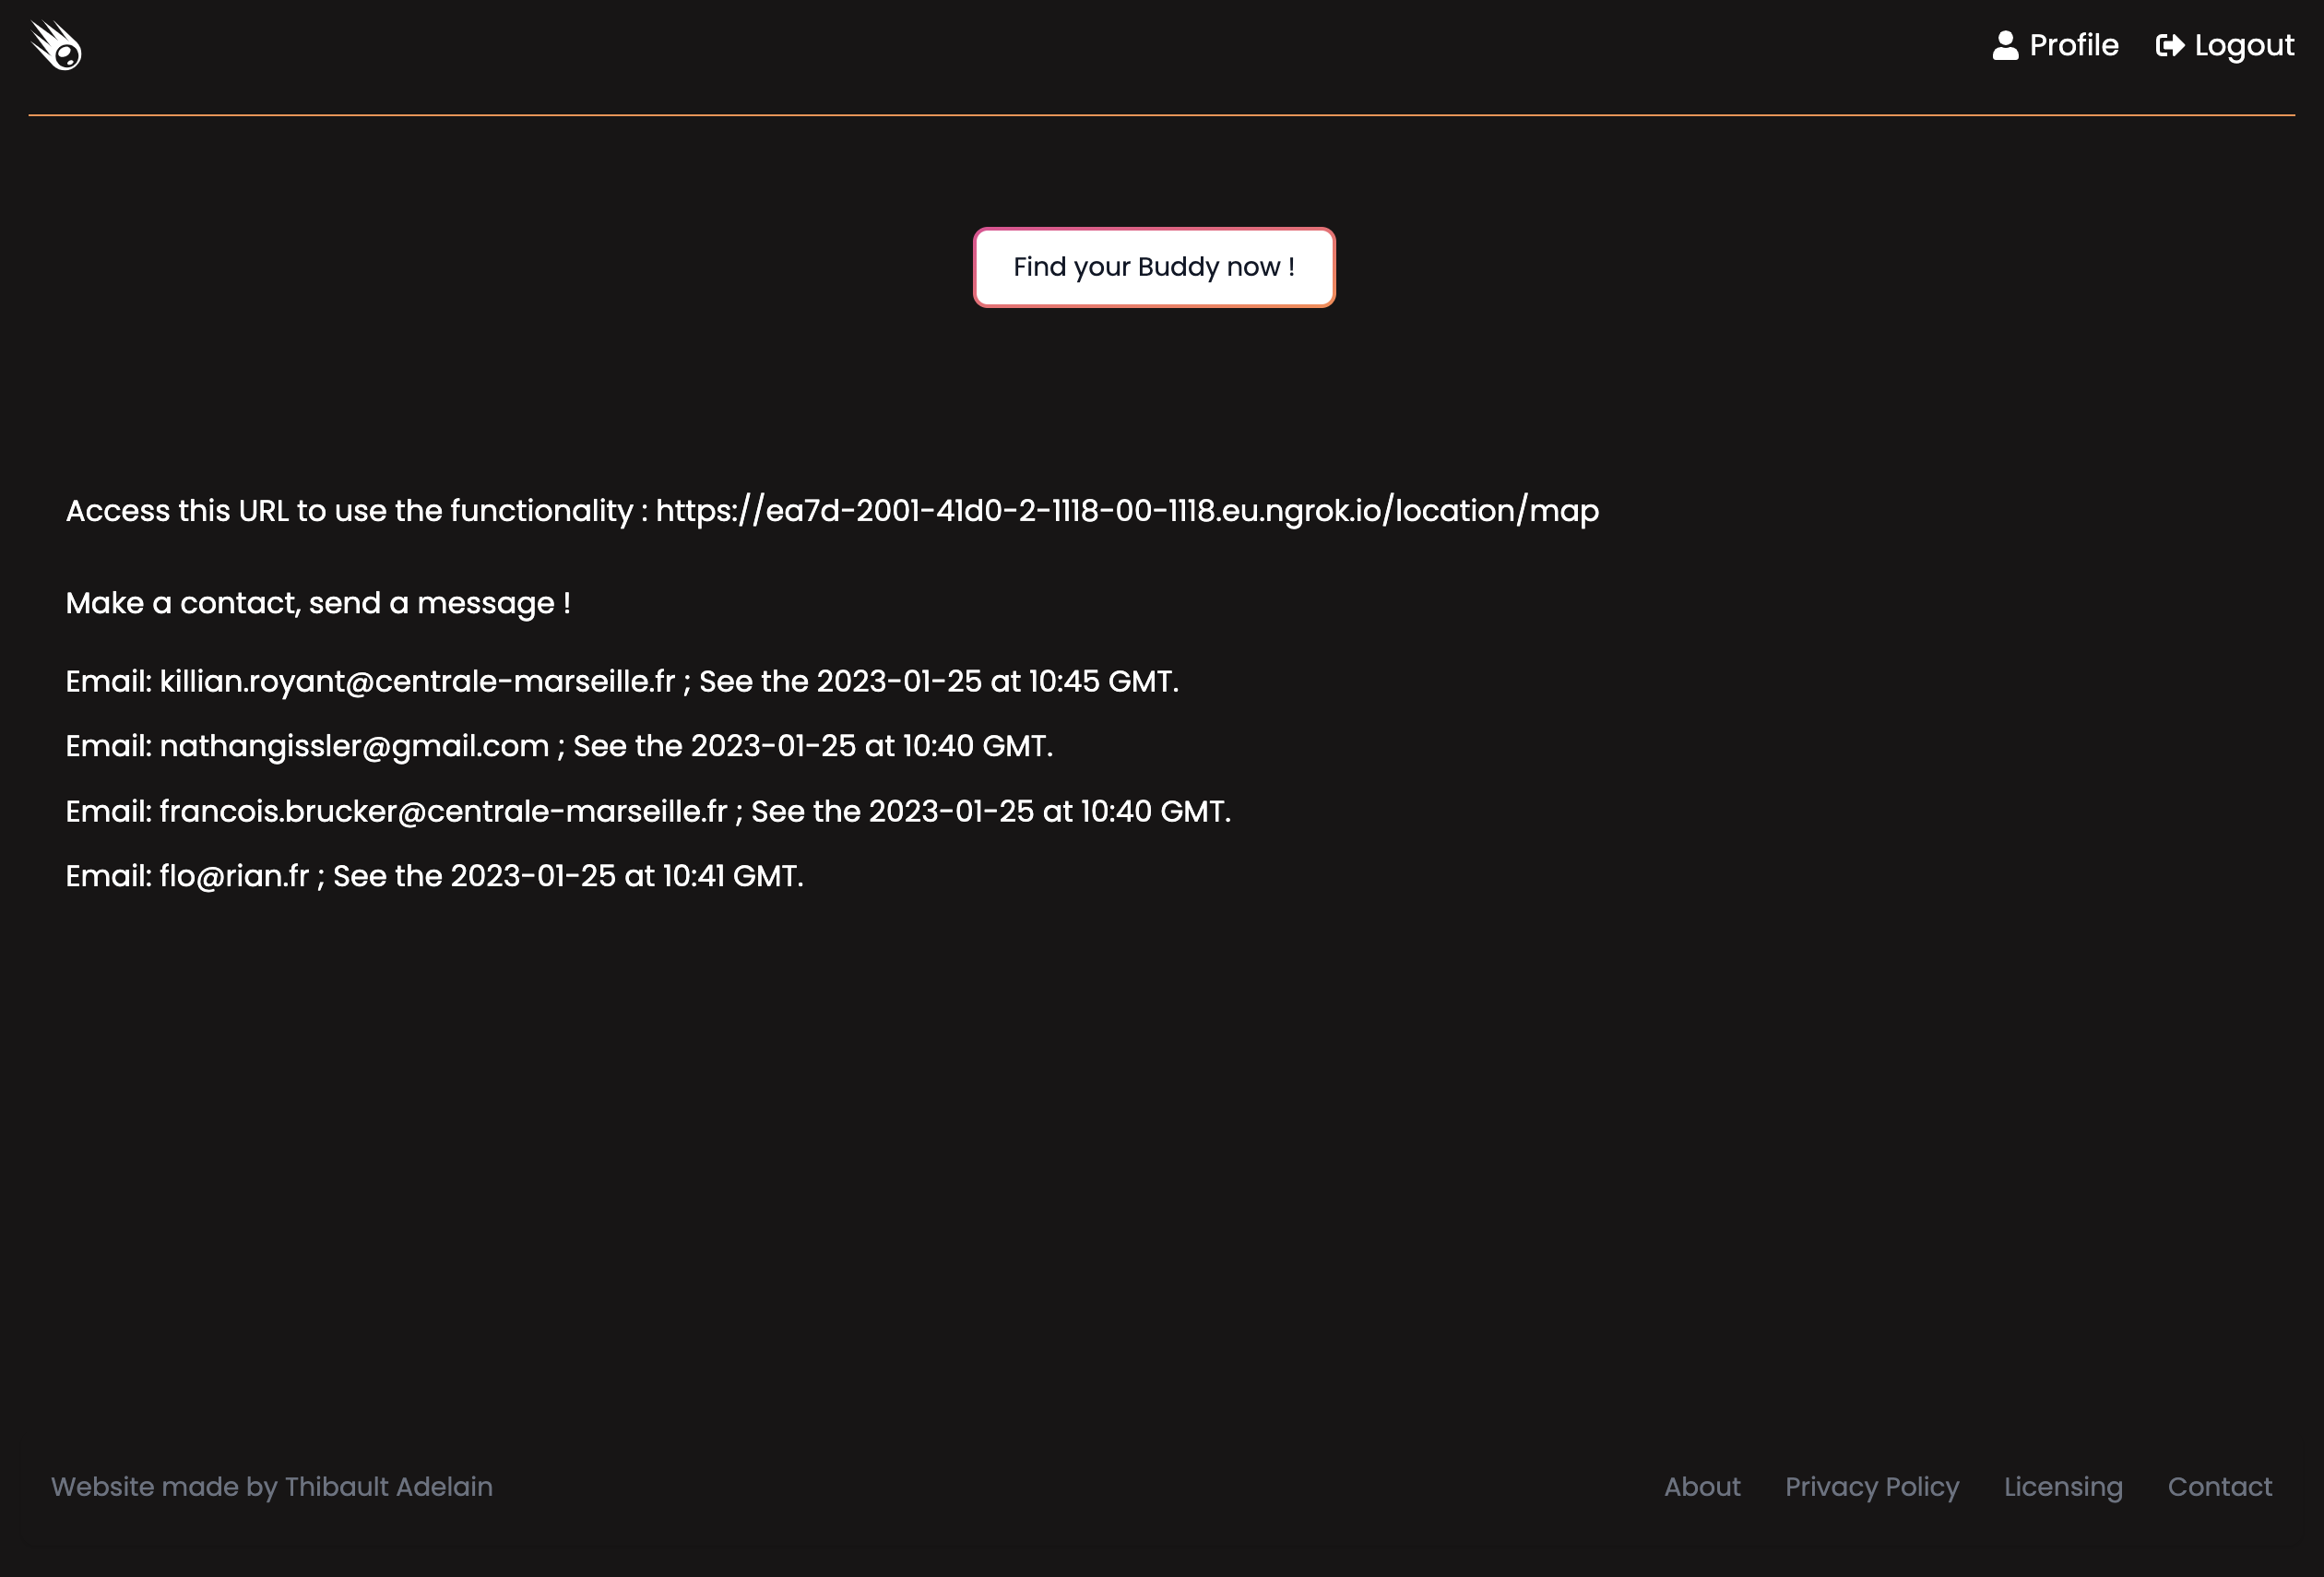 Profile
Logout
Find your Buddy now !
Access this URL to use the functionality : https://ea7d-2001-41d0-2-1118-00-1118.eu.ngrok.io/location/map
Make a contact, send a message !
Email: killian.royant@centrale-marseille.fr ; See the 2023-01-25 at 10:45 GMT.
Email: nathangissler@gmail.com ; See the 2023-01-25 at 10:40 GMT.
Email: francois.brucker@centrale-marseille.fr ; See the 2023-01-25 at 10:40 GMT.
Email: flo@rian.fr ; See the 2023-01-25 at 10:41 GMT.
Website made by Thibault Adelain
About
Privacy Policy
Licensing
Contact